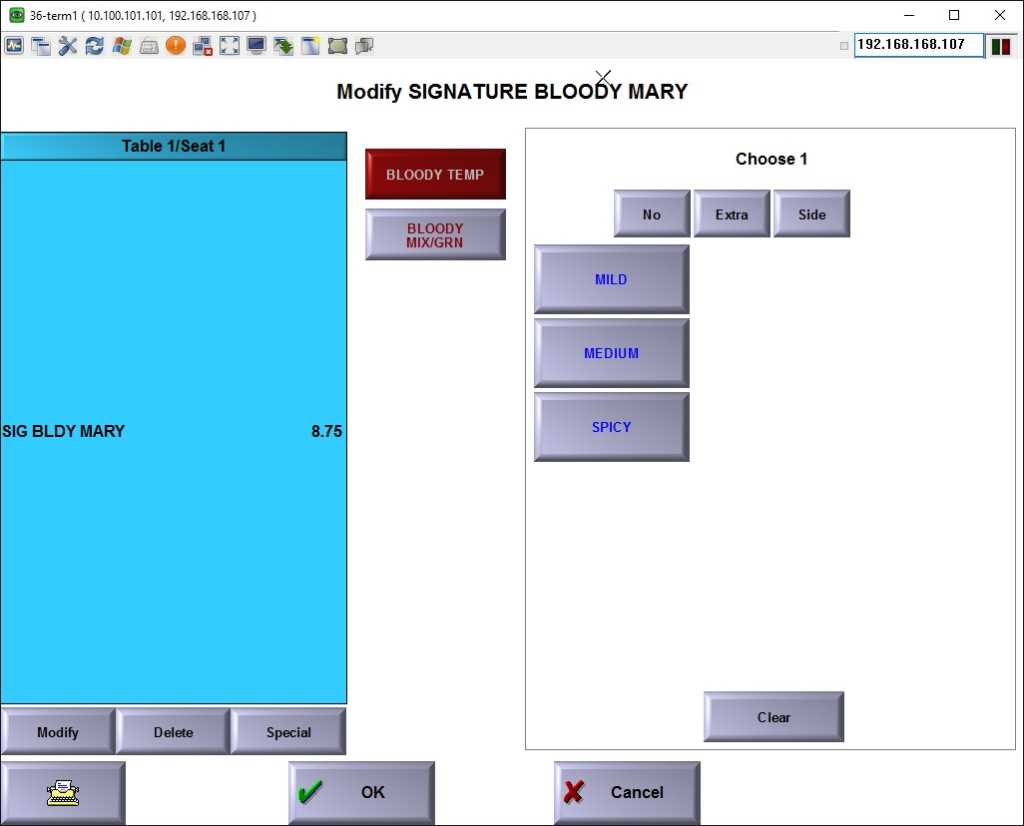 36-term1 ( 10.100.101.101, 192.168.168.107 )
192.168.168.107
Modify SIGNATURE BLOODY MARY
Table 1/Seat 1
BLOODY TEMP
BLOODY
MIX/GRN
Choose 1
No
Extra
Side
MILD
MEDIUM
SPICY
SIG BLDY MARY 8.75
Clear
Modify
Delete
Special
OK
Cancel